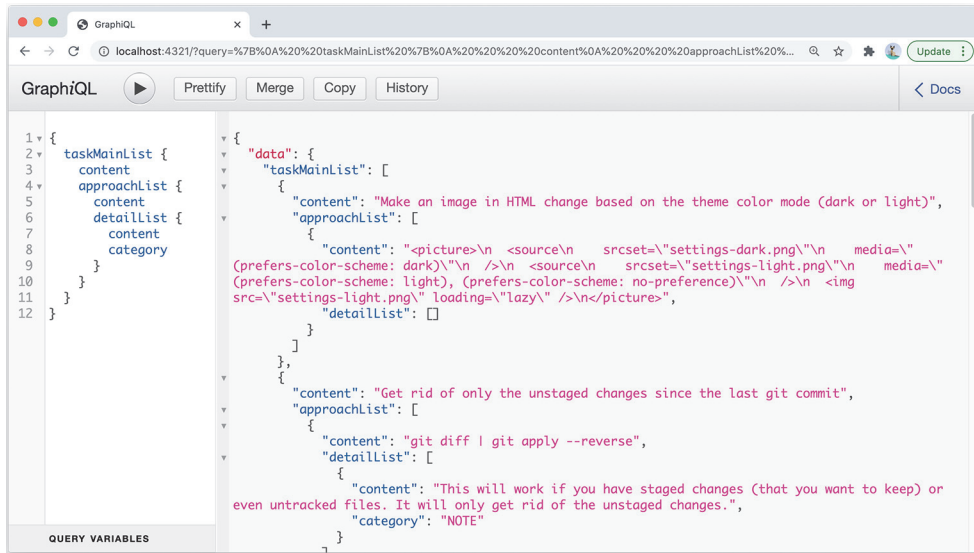 GraphiQL
localhost:4321/?query=%7B%0A%20%20taskMainList%20%7B%0A%20%20%20%20content%0A%20%20%20%20approachList%20%...
Update
GraphiQL Prettify Merge Copy History Docs
1 {
2 taskMainList {
3 content
4 approachList {
5 content
6 detailList {
7 content
8 category
9 }
10 }
11 }
12 }
QUERY VARIABLES
{
"data": {
"taskMainList": [
{
"content": "Make an image in HTML change based on the theme color mode (dark or light)",
"approachList": [
{
"content": "<picture>\n  <source\n    srcset=\"settings-dark.png\"\n    media=\"
(prefers-color-scheme: dark)\"\n  />\n  <source\n    srcset=\"settings-light.png\"\n    media=\"
(prefers-color-scheme: light), (prefers-color-scheme: no-preference)\"\n  />\n  <img
src=\"settings-light.png\" loading=\"lazy\" />\n</picture>",
"detailList": []
}
]
},
{
"content": "Get rid of only the unstaged changes since the last git commit",
"approachList": [
{
"content": "git diff | git apply --reverse",
"detailList": [
{
"content": "This will work if you have staged changes (that you want to keep) or
even untracked files. It will only get rid of the unstaged changes.",
"category": "NOTE"
}
]